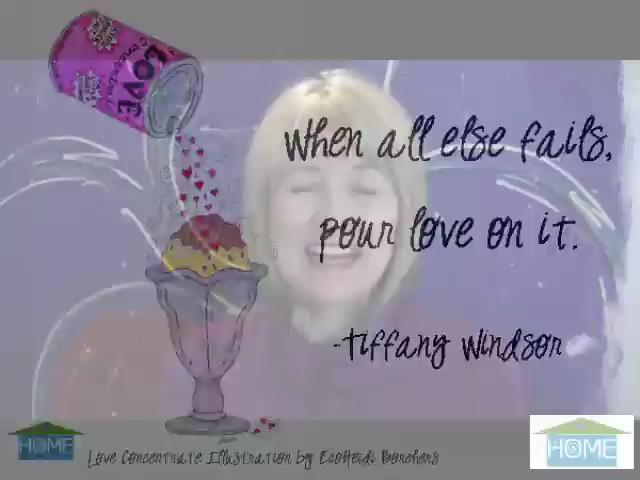 LOVE
Concentrate
When all else fails,
pour love on it.
-Tiffany Windsor
HOME
Love Concentrate Illustration by EcoHeidi Borchers
HOME